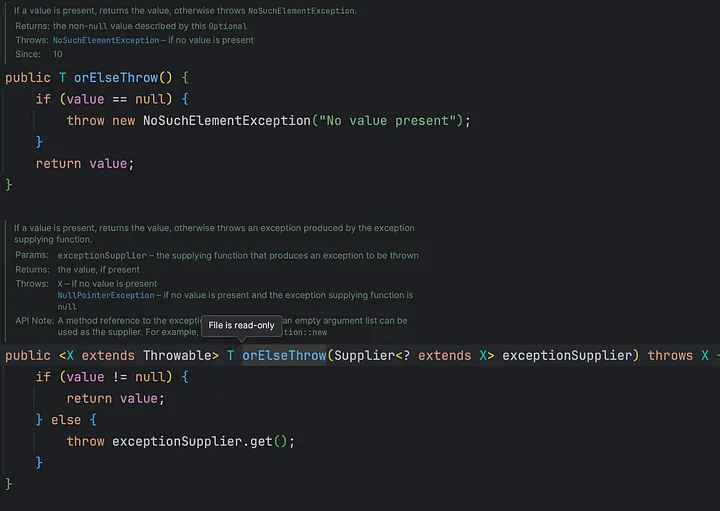 If a value is present, returns the value, otherwise throws NoSuchElementException.
Returns: the non-null value described by this Optional
Throws: NoSuchElementException – if no value is present
Since: 10
public T orElseThrow() {
if (value == null) {
throw new NoSuchElementException("No value present");
}
return value;
}
If a value is present, returns the value, otherwise throws an exception produced by the exception
supplying function.
Params: exceptionSupplier – the supplying function that produces an exception to be thrown
Returns: the value, if present
Throws: X – if no value is present
NullPointerException – if no value is present and the exception supplying function is
null
API Note: A method reference to the excepti an empty argument list can be
File is read-only
used as the supplier. For example, tion::new
public <X extends Throwable> T orElseThrow(Supplier<? extends X> exceptionSupplier) throws X {
if (value != null) {
return value;
} else {
throw exceptionSupplier.get();
}
}